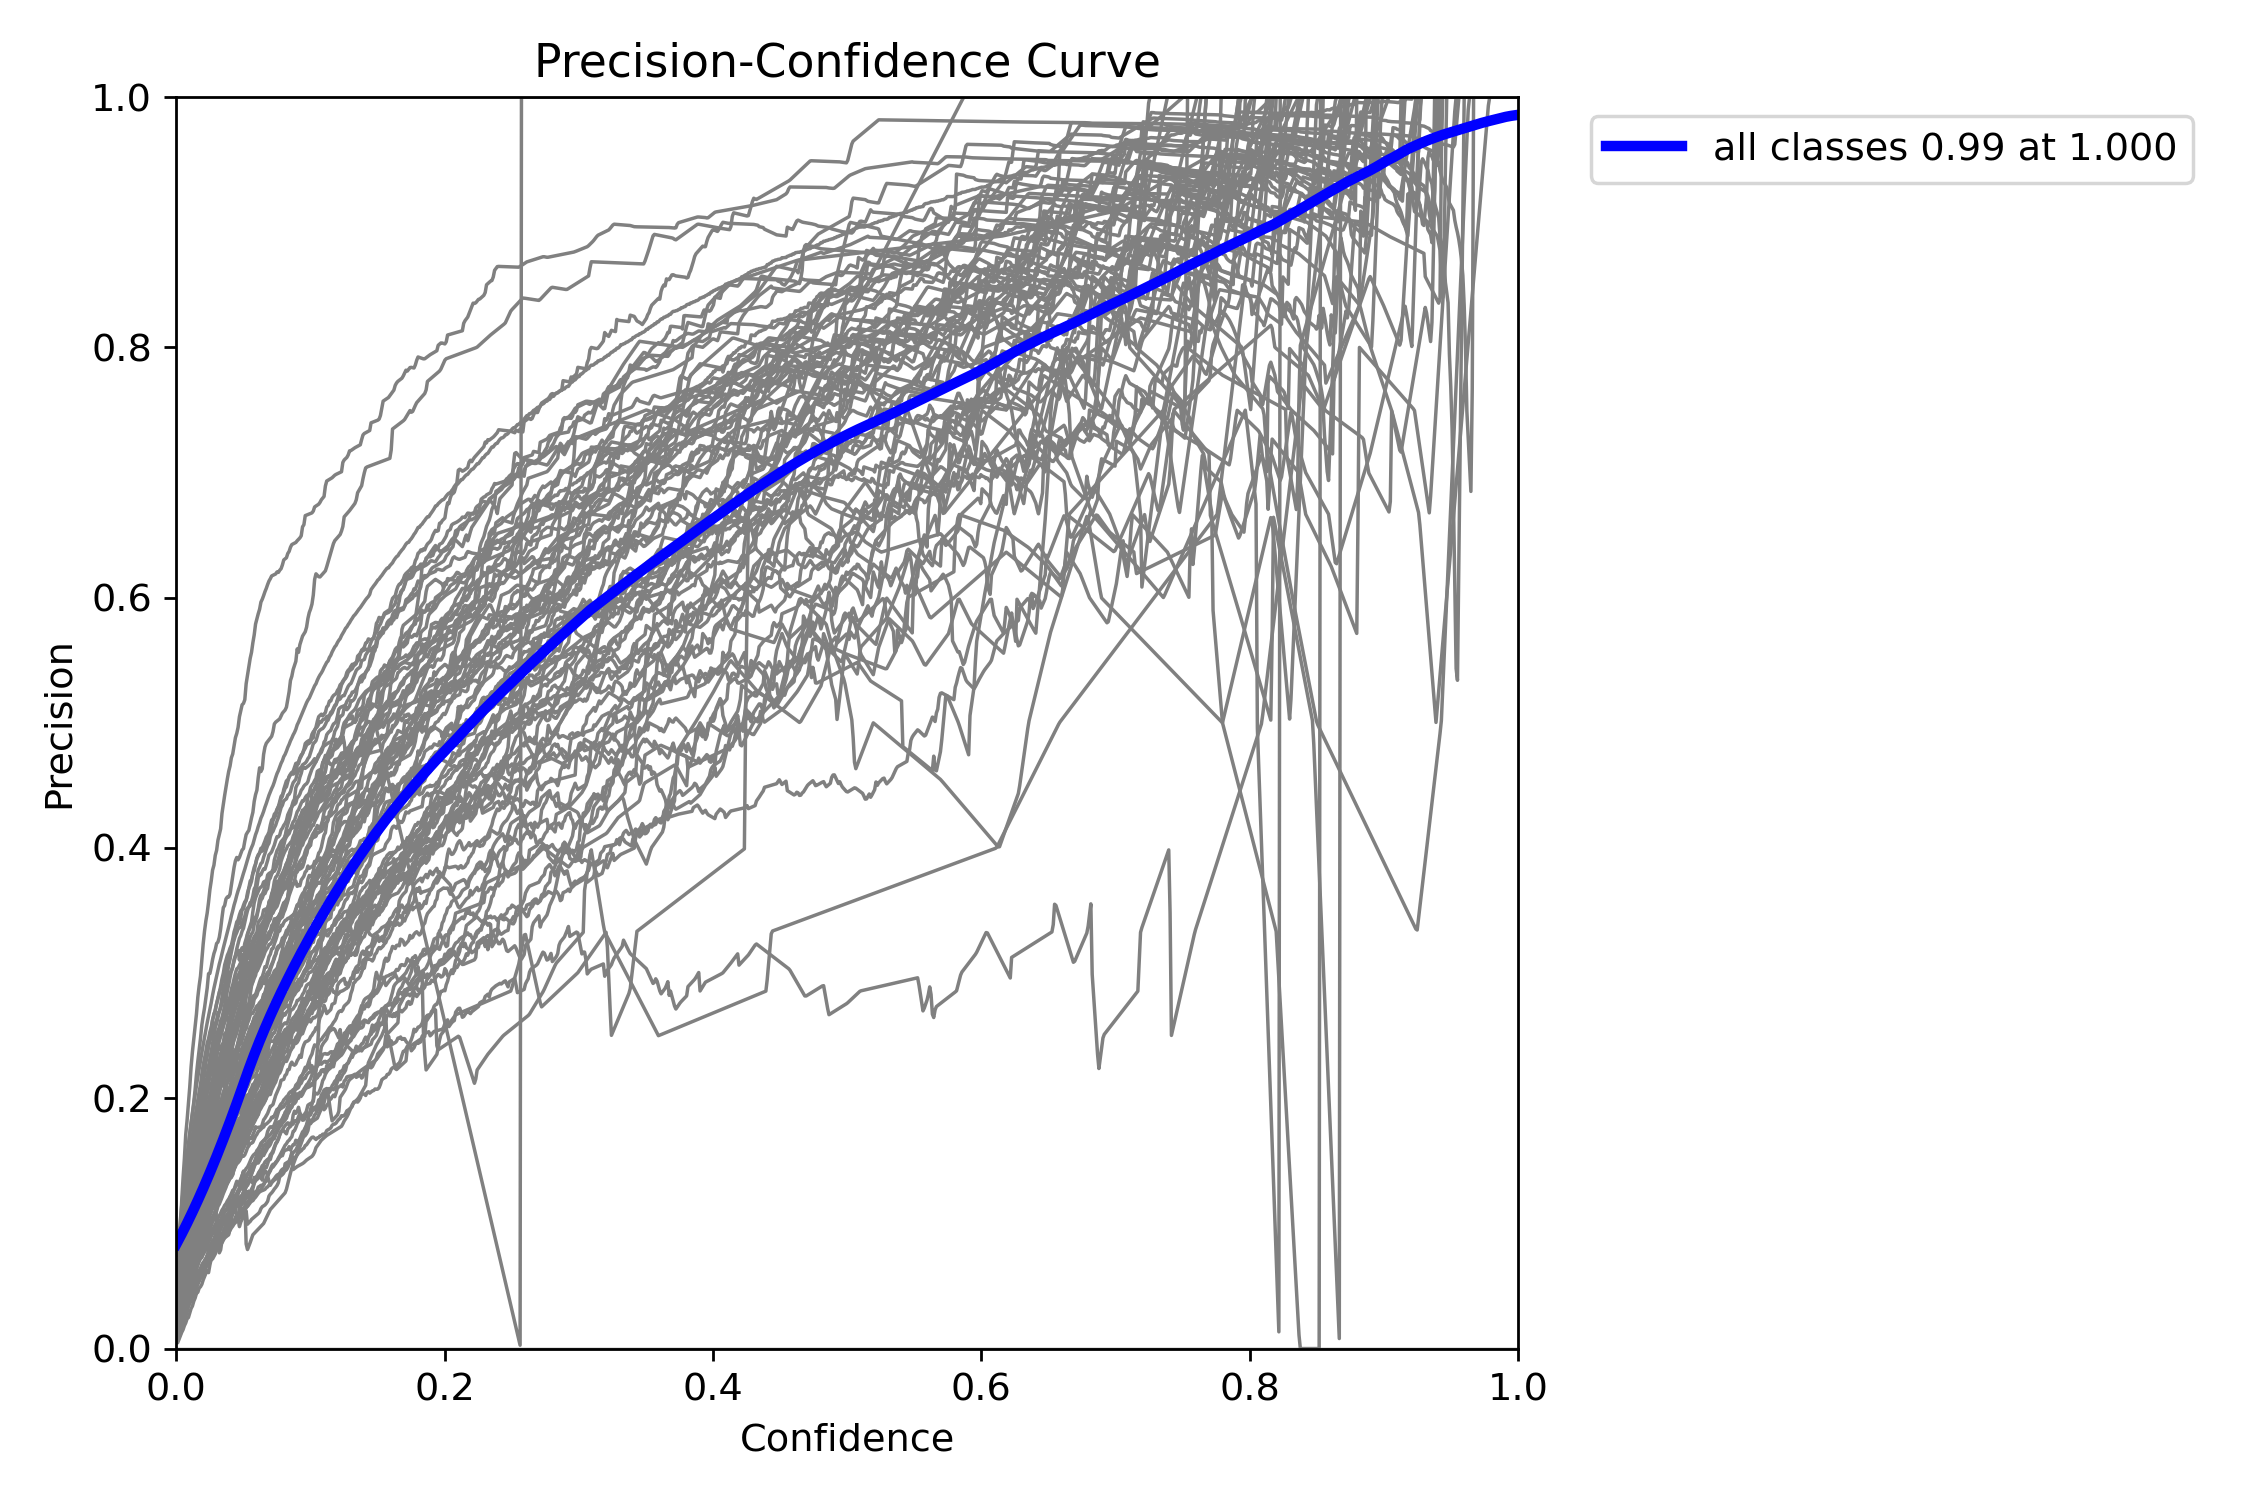 Precision-Confidence Curve
1.0
0.8
0.6
0.4
0.2
0.0
Precision
0.0 0.2 0.4 0.6 0.8 1.0
Confidence
all classes 0.99 at 1.000